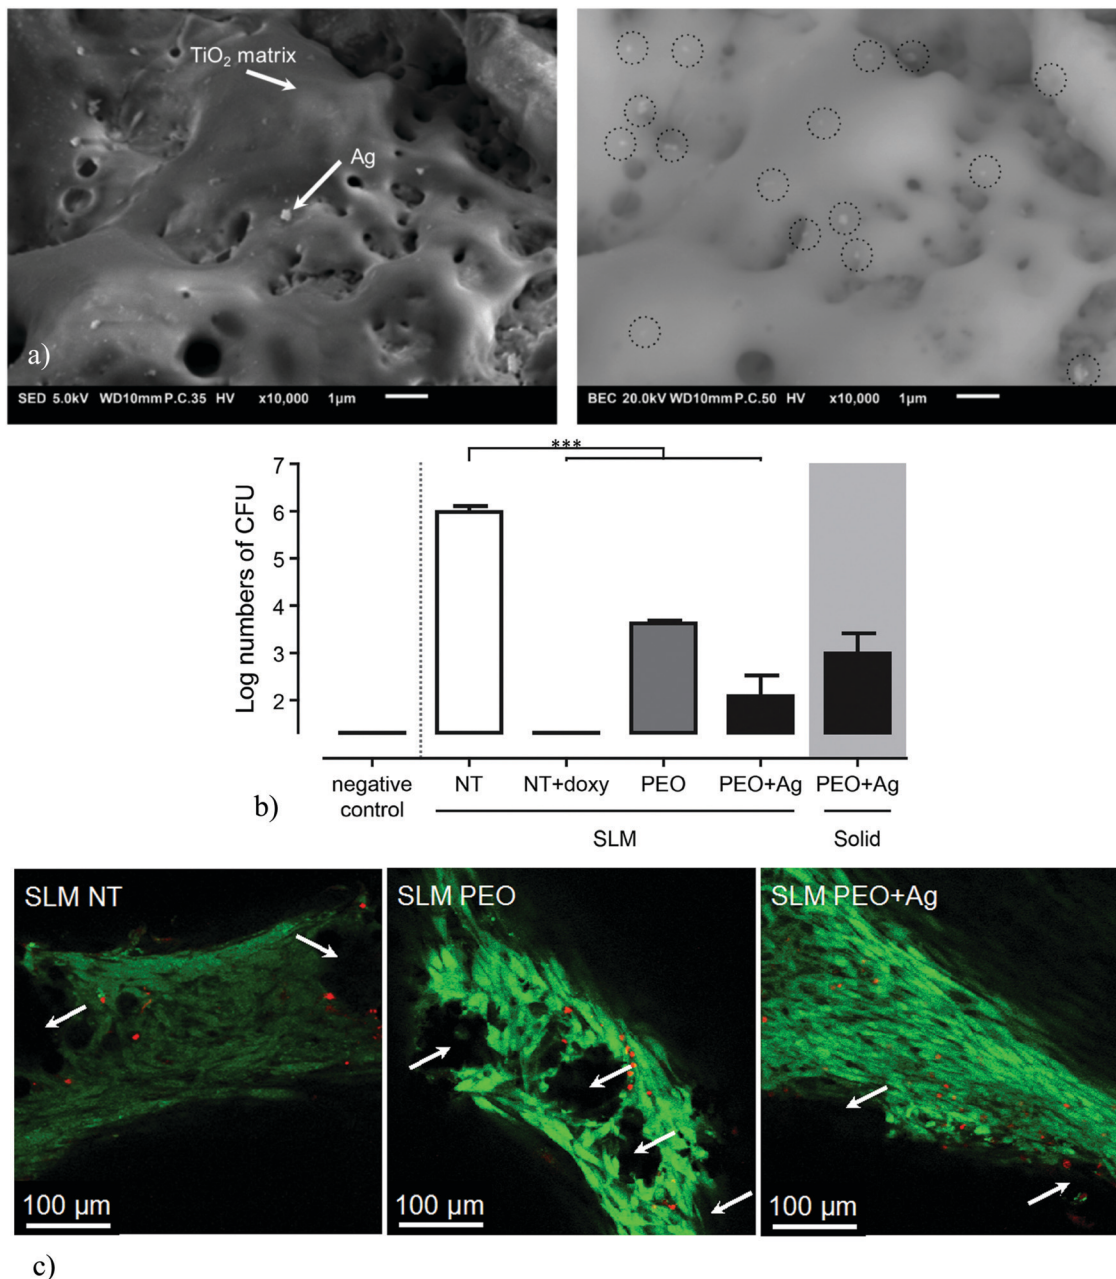 TiO₂ matrix
Ag
a)
SED 5.0kV WD10mmP.C.35 HV x10,000 1µm
BEC 20.0kV WD10mm P.C.50 HV x10,000 1µm
***
7
6
5
4
3
2
Log numbers of CFU
negative control
NT
NT+doxy
PEO
PEO+Ag
PEO+Ag
SLM
Solid
b)
SLM NT
SLM PEO
SLM PEO+Ag
100 µm
100 µm
100 µm
c)